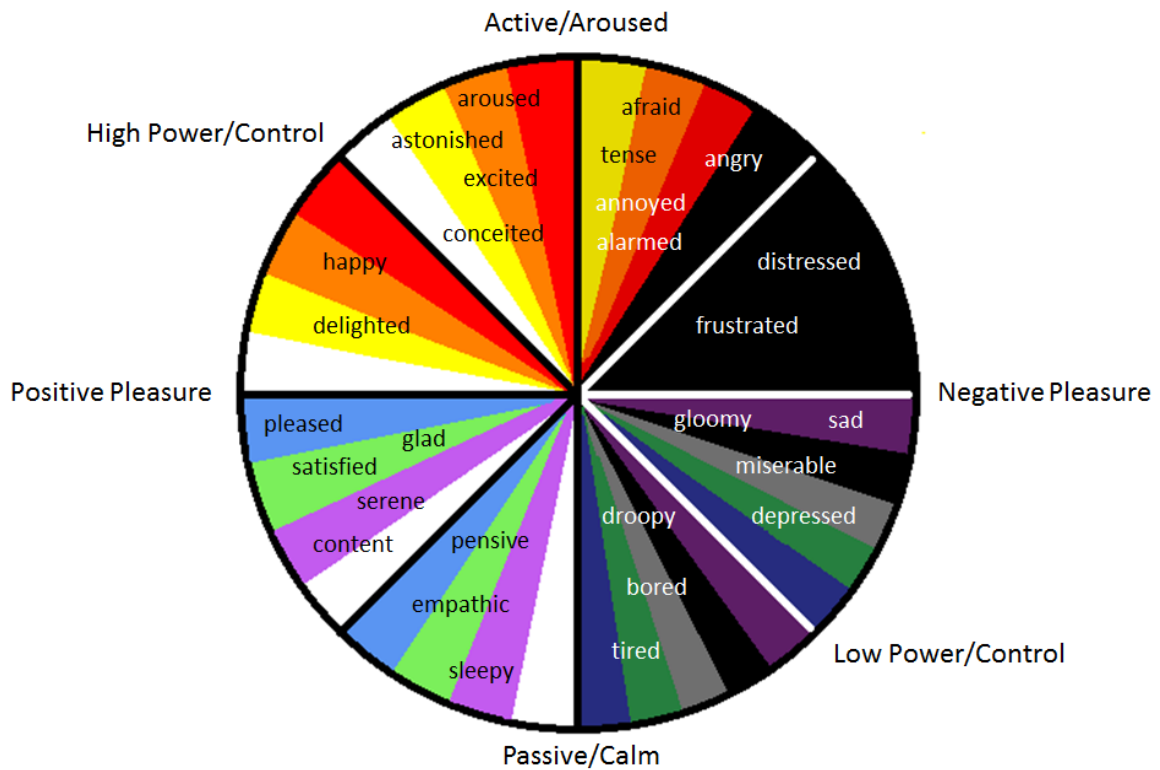 Active/Aroused
High Power/Control
aroused
astonished
excited
conceited
afraid
tense
angry
annoyed
alarmed
happy
delighted
distressed
frustrated
Positive Pleasure
Negative Pleasure
pleased
glad
satisfied
serene
content
pensive
empathic
sleepy
gloomy
sad
miserable
depressed
droopy
bored
tired
Low Power/Control
Passive/Calm